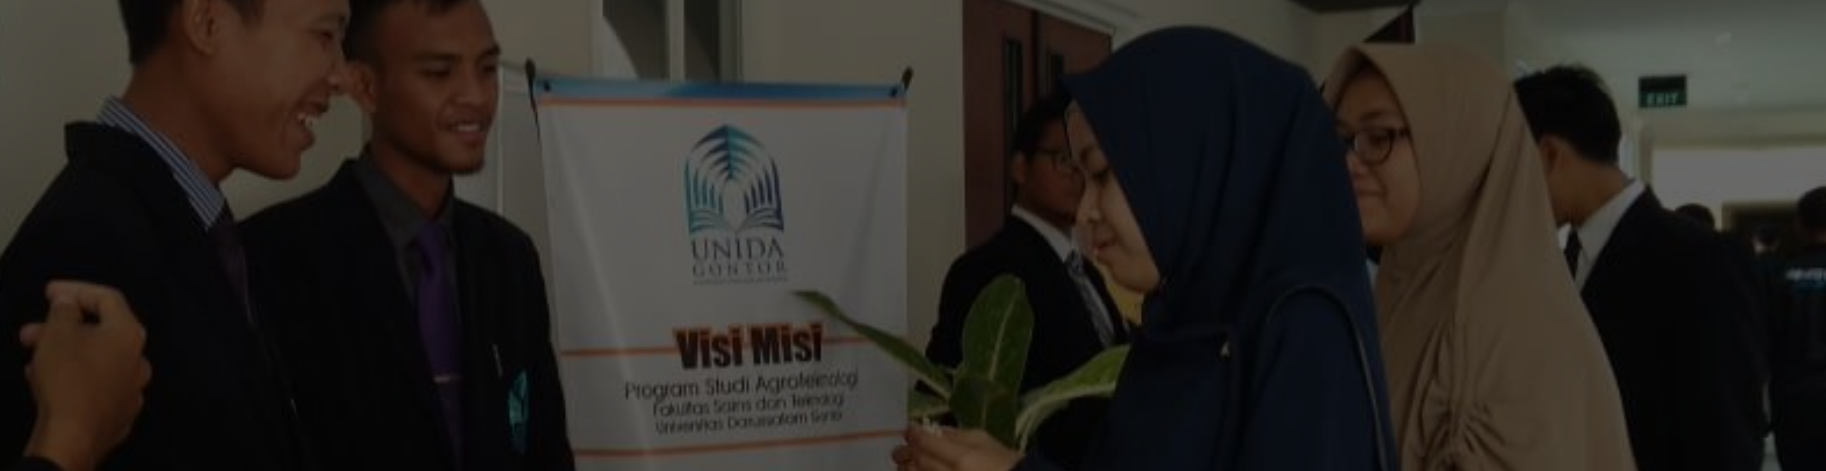 UNIDA
GONTOR
Visi Misi
Program Studi Agroteknologi
Fakultas Sains dan Teknologi
Universitas Darussalam Gontor
EXIT